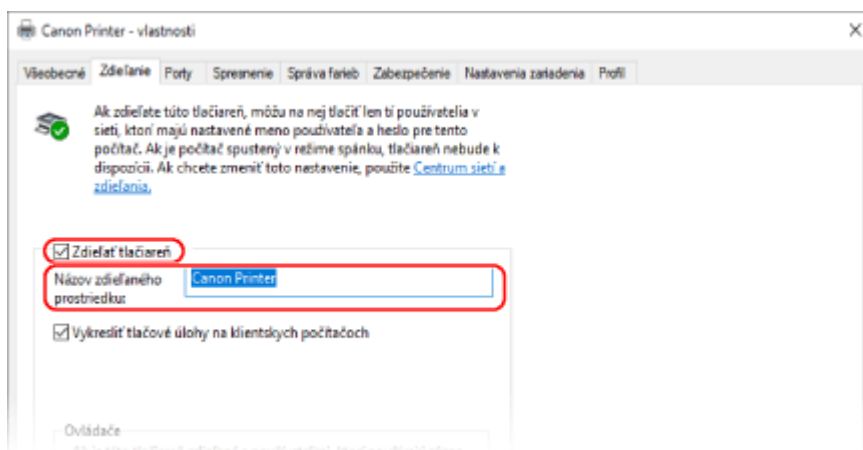 Canon Printer - vlastnosti
Všeobecné Zdieľanie Porty Spresnenie Správa farieb Zabezpečenie Nastavenia zariadenia Profil
Ak zdieľate túto tlačiareň, môžu na nej tlačiť len tí používatelia v
sieti, ktorí majú nastavené meno používateľa a heslo pre tento
počítač. Ak je počítač spustený v režime spánku, tlačiareň nebude k
dispozícii. Ak chcete zmeniť toto nastavenie, použite Centrum sietí a
zdieľania.
Zdieľať tlačiareň
Názov zdieľaného Canon Printer
prostriedku:
Vykresliť tlačové úlohy na klientskych počítačoch
Ovládače